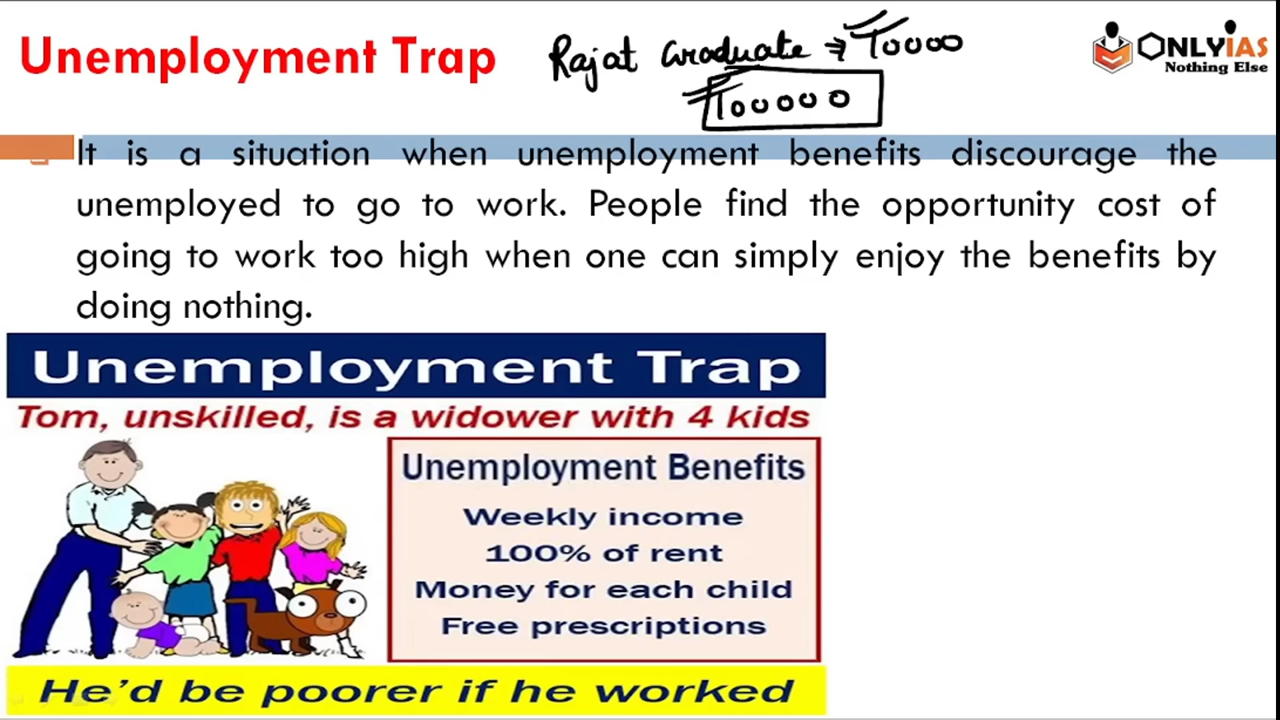 Unemployment Trap
Rajat Graduate ⇒ ₹10000
₹100000
ONLYIAS
Nothing Else
It is a situation when unemployment benefits discourage the
unemployed to go to work. People find the opportunity cost of
going to work too high when one can simply enjoy the benefits by
doing nothing.
Unemployment Trap
Tom, unskilled, is a widower with 4 kids
Unemployment Benefits
Weekly income
100% of rent
Money for each child
Free prescriptions
He'd be poorer if he worked